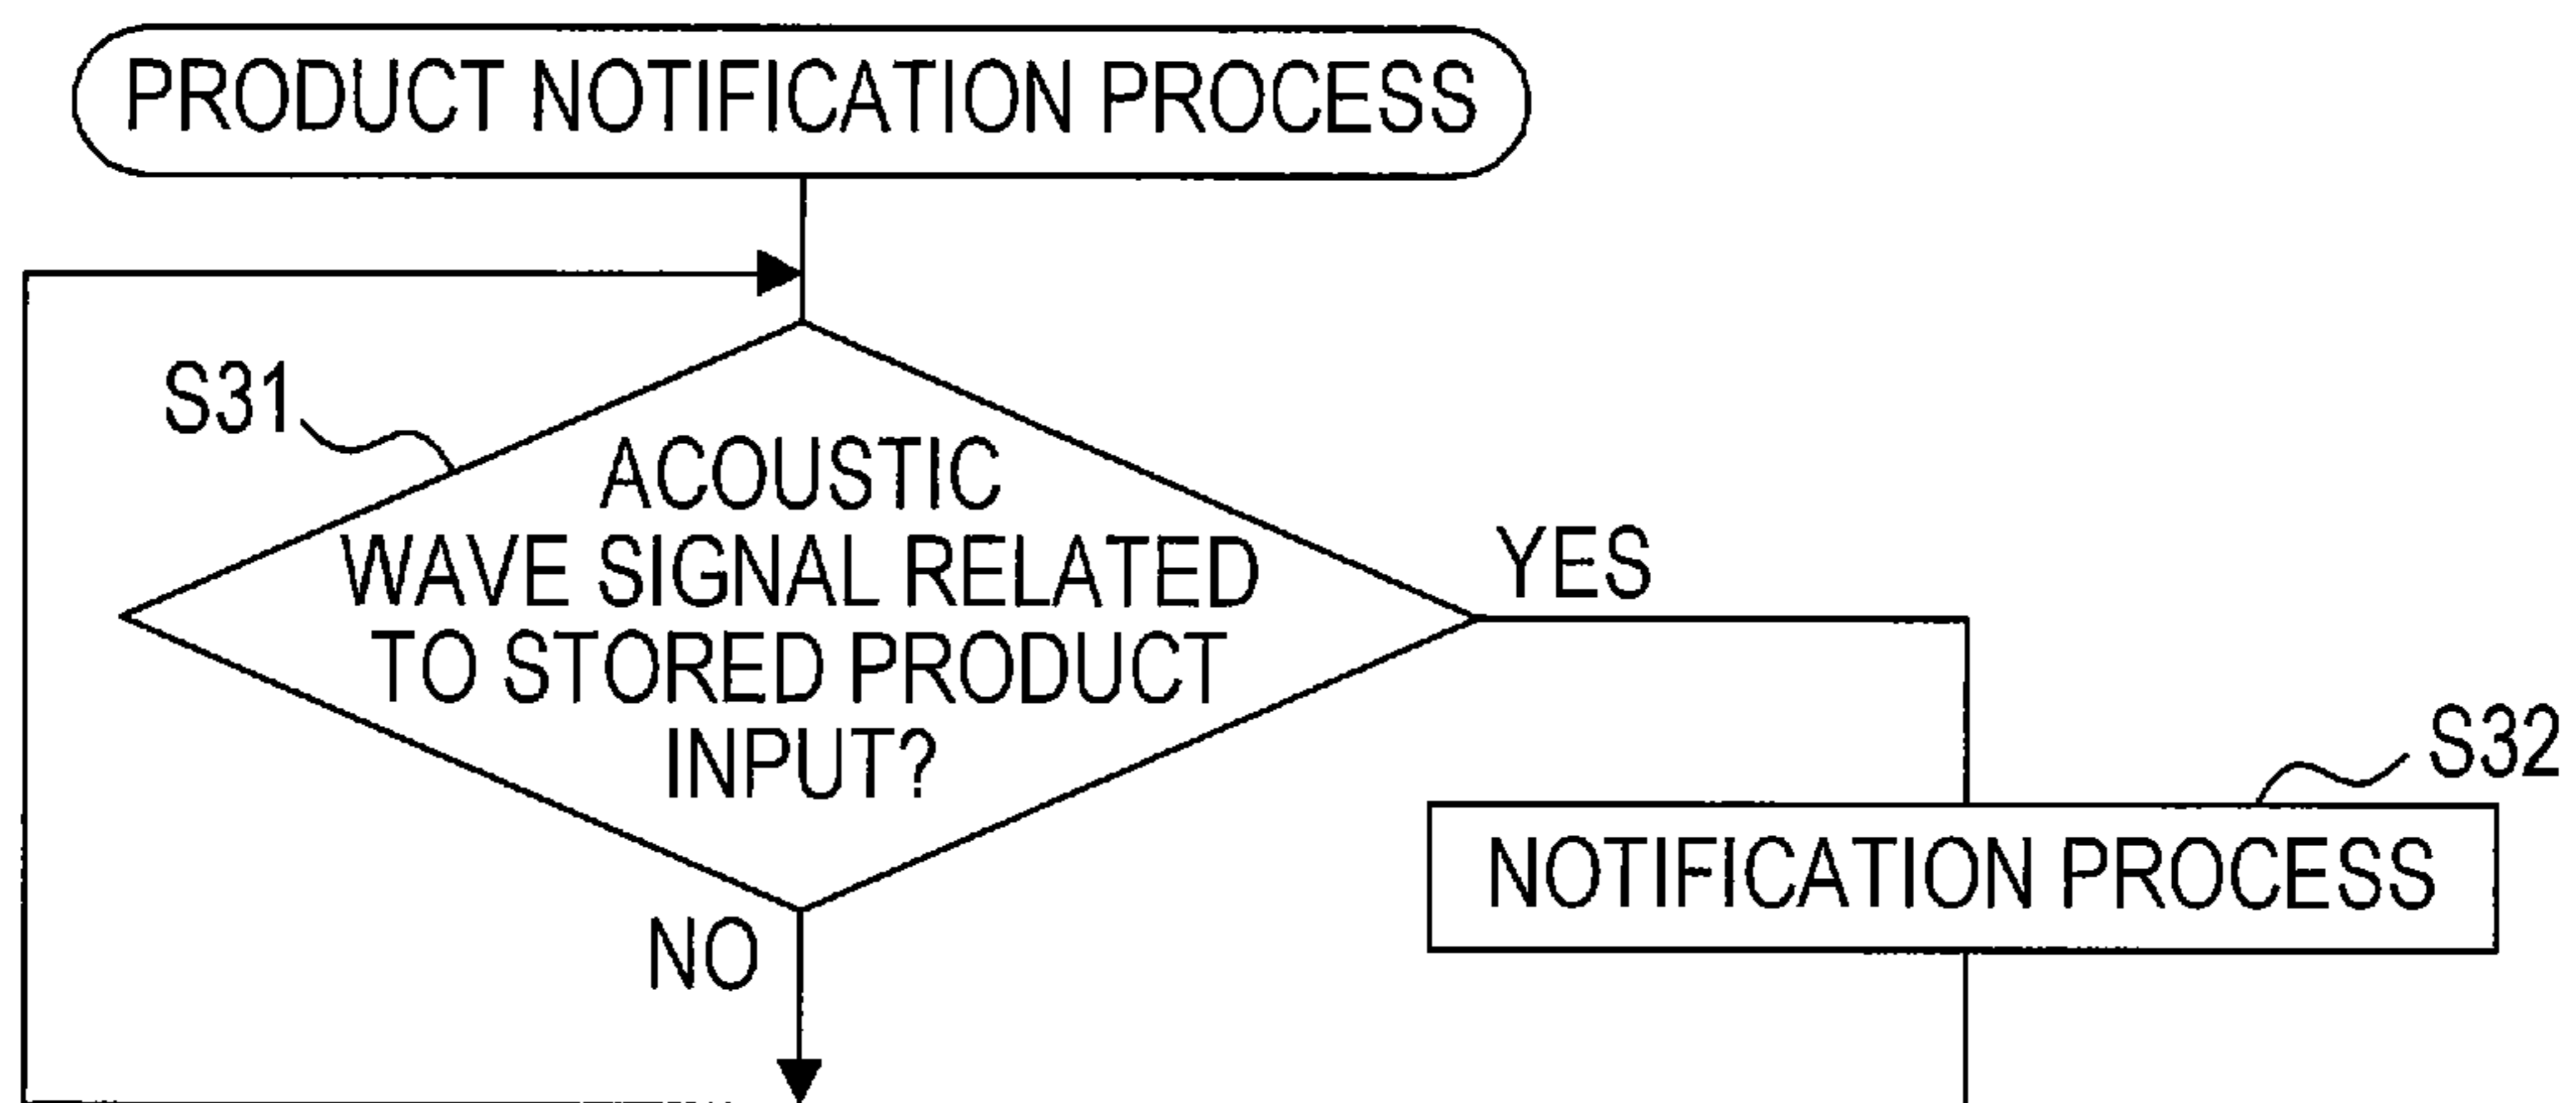 PRODUCT NOTIFICATION PROCESS
S31
ACOUSTIC
WAVE SIGNAL RELATED
TO STORED PRODUCT
INPUT?
YES
S32
NOTIFICATION PROCESS
NO